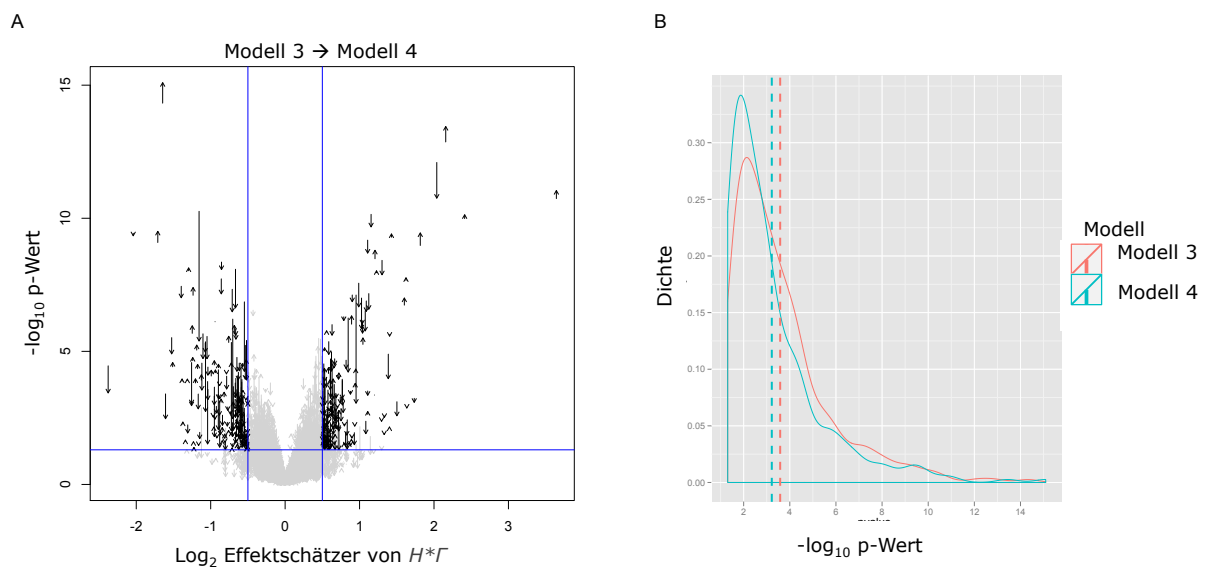 A
Modell 3 → Modell 4
15
10
5
0
-log₁₀ p-Wert
-2 -1 0 1 2 3
Log₂ Effektschätzer von H*Γ
B
0.30
0.25
0.20
0.15
0.10
0.05
0.00
Dichte
2 4 6 8 10 12 14
-log₁₀ p-Wert
Modell
Modell 3
Modell 4